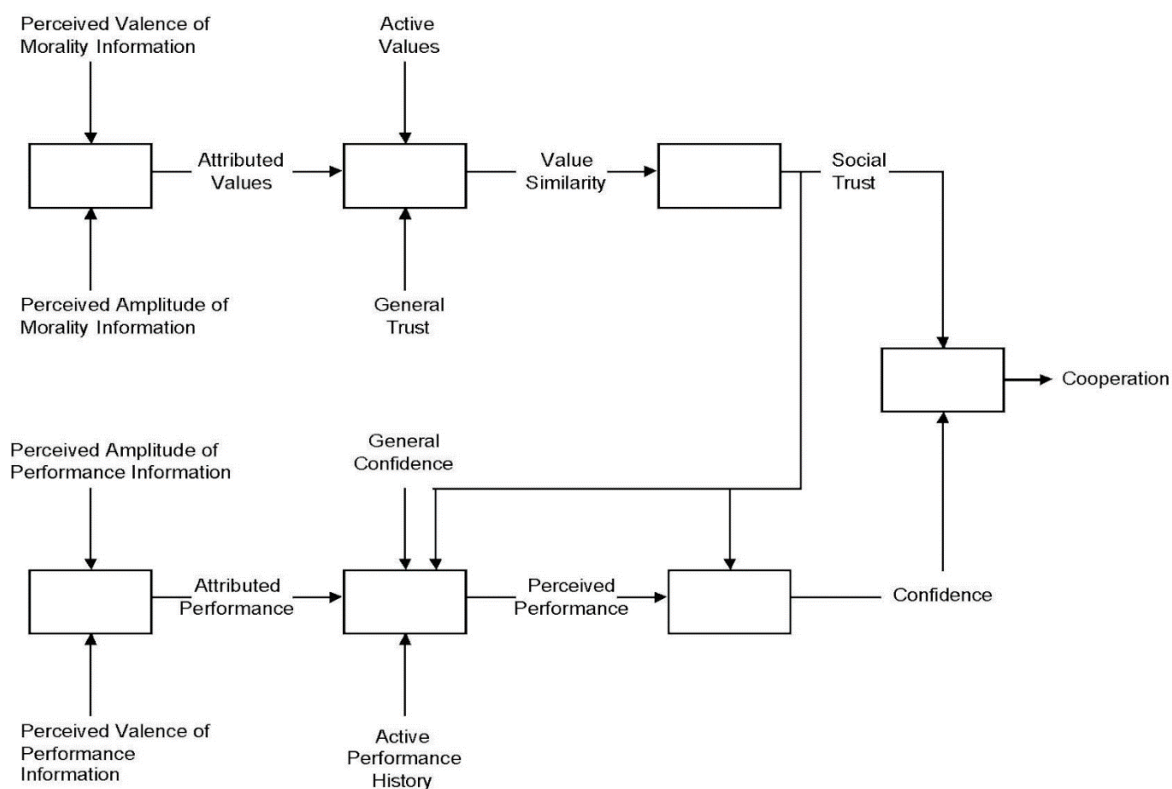 Perceived Valence of
Morality Information
Active
Values
Attributed
Values
Value
Similarity
Social
Trust
Perceived Amplitude of
Morality Information
General
Trust
Cooperation
Perceived Amplitude of
Performance Information
General
Confidence
Attributed
Performance
Perceived
Performance
Confidence
Perceived Valence of
Performance
Information
Active
Performance
History